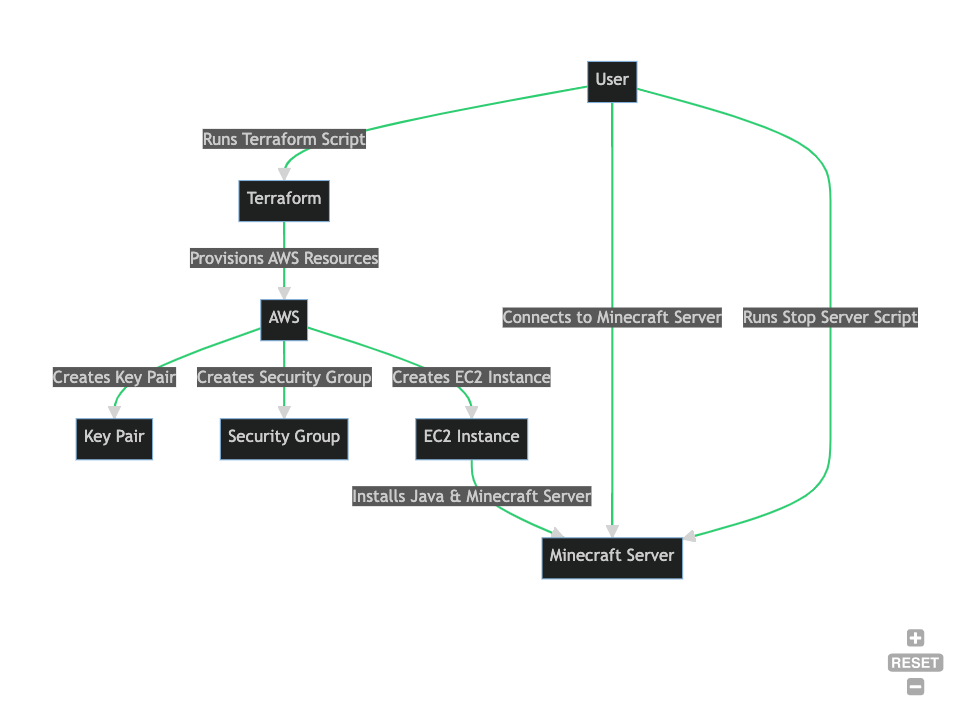 User
Runs Terraform Script
Terraform
Provisions AWS Resources
AWS
Connects to Minecraft Server
Runs Stop Server Script
Creates Key Pair
Creates Security Group
Creates EC2 Instance
Key Pair
Security Group
EC2 Instance
Installs Java & Minecraft Server
Minecraft Server
RESET